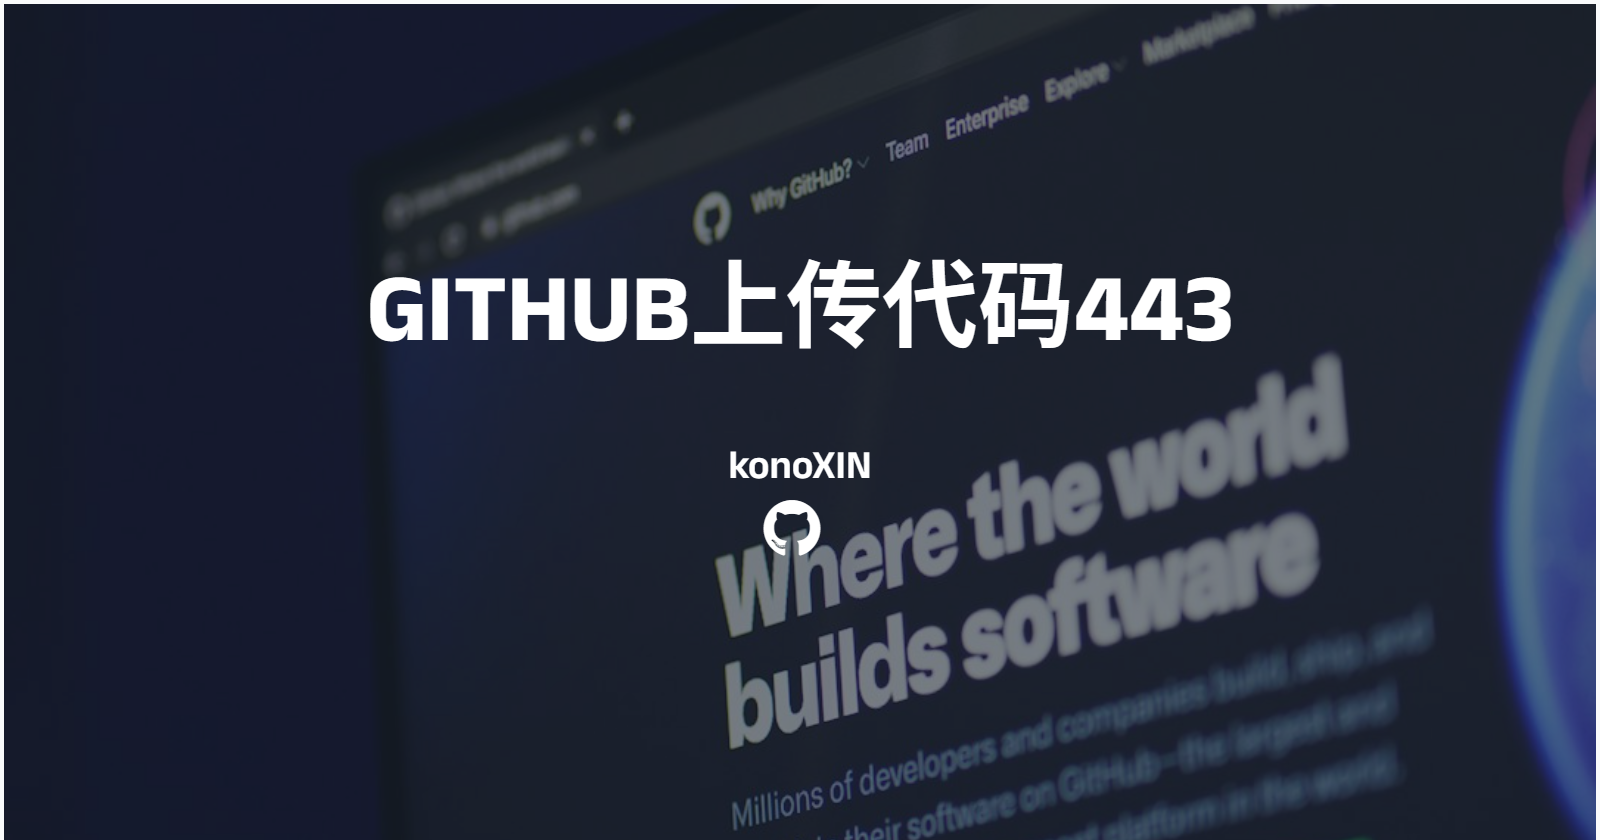 Marketplace
Explore
Enterprise
Team
Why GitHub?
GITHUB上传代码443
konoXIN
Where the world
builds software
Millions of developers and companies build, ship, and
their software on GitHub—the largest and
platform in the world.